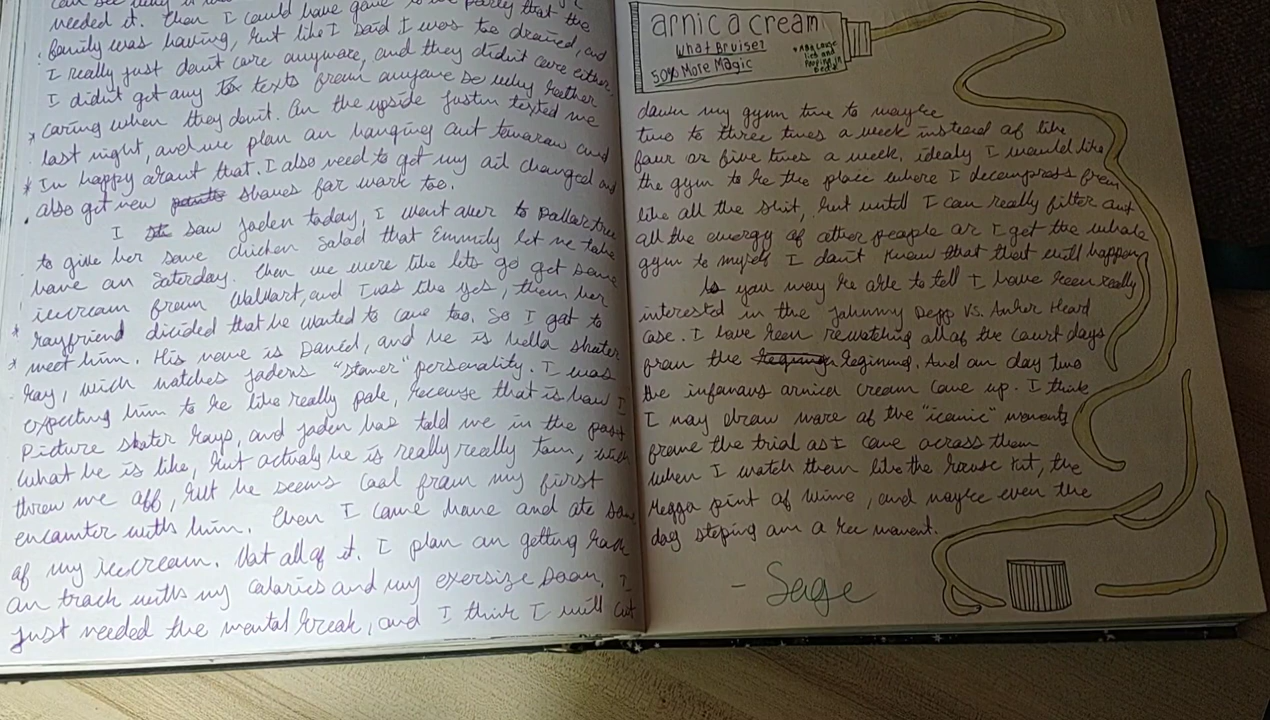 needed it. Then I could have gone to the party that the
family was having, but like I said I was too drained, and
I really just don't care anymore, and they didn't care either.
I didn't get any texts from anyone so why bother
caring when they don't. On the upside Justin texted me
last night, and we plan on hanging out tomorow and
Im happy about that. I also need to get my oil changed and
also get new shoues for work too.
I saw Jaden today, I went over to Dollartree
to give her some chicken salad that Emmily let me take
home on Saturday. Then we were like lets go get some
icecream from Walmart, and I was like yes, then her
boyfriend decided that he wanted to come too. So I got to
meet him. His name is David, and he is hella skater
boy, wich matches Jadens "stoner" personality. I was
expecting him to be like really pale, because that is how I
picture skater boys, and Jaden has told me in the past
what he is like, but actualy he is really really tan, wich
threw me off, but he seems cool from my first
encounter with him. Then I came home and ate some
of my icecream. Not all of it. I plan on getting back
on track with my calories and my exersize soon. I
just needed the mental break, and I think I will cut
arnica cream
What Bruise?
50% More Magic
down my gym time to maybe
two to three times a week instead of like
four or five times a week. idealy I would like
the gym to be the place where I decompress from
like all the shit, but untill I can really filter out
all the energy of other people or I get the whole
gym to myself I don't know that that will happen
As you may be able to tell I have been really
interested in the Johnny Depp Vs. Amber Heard
case. I have been rewatching all of the court days
from the begining. And on day two
the infamous arnica cream came up. I think
I may draw more of the "iconic" moments
frome the trial as I come across them
when I watch them like the bruise kit, the
mega pint of wine, and maybe even the
dog steping on a bee moment.
- Sage